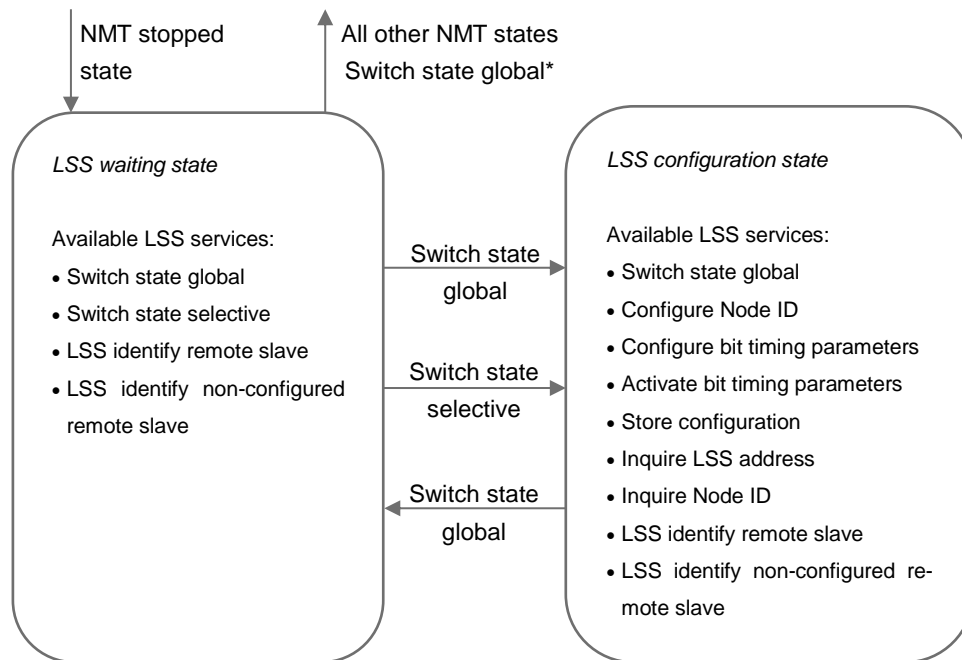 NMT stopped
state
All other NMT states
Switch state global*
LSS waiting state
Available LSS services:
• Switch state global
• Switch state selective
• LSS identify remote slave
• LSS identify non-configured
remote slave
Switch state
global
Switch state
selective
Switch state
global
LSS configuration state
Available LSS services:
• Switch state global
• Configure Node ID
• Configure bit timing parameters
• Activate bit timing parameters
• Store configuration
• Inquire LSS address
• Inquire Node ID
• LSS identify remote slave
• LSS identify non-configured re-
mote slave